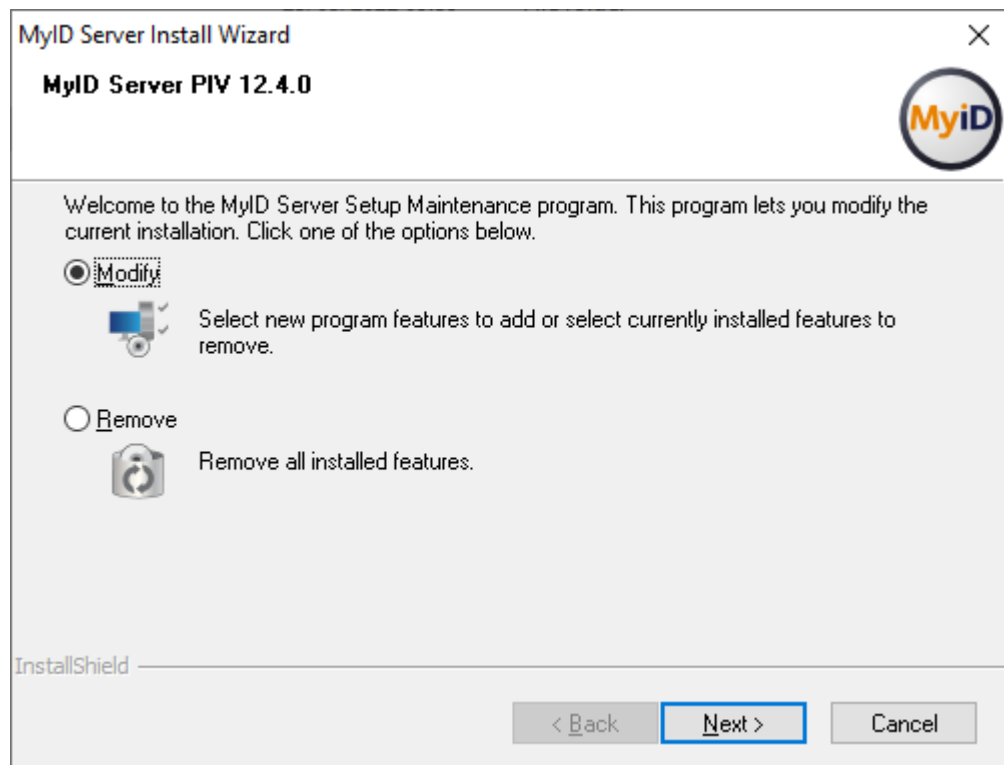 MyID Server Install Wizard
MyID Server PIV 12.4.0
MyiD
Welcome to the MyID Server Setup Maintenance program. This program lets you modify the
current installation. Click one of the options below.
Modify
Select new program features to add or select currently installed features to
remove.
Remove
Remove all installed features.
InstallShield
< Back
Next >
Cancel